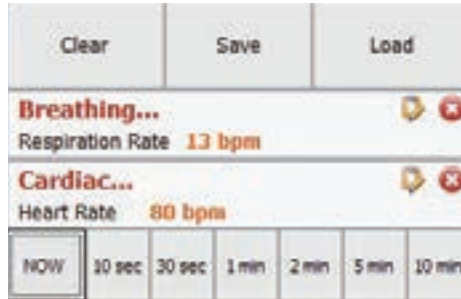 Clear Save Load
Breathing...
Respiration Rate 13 bpm
Cardiac...
Heart Rate 80 bpm
NOW 10 sec 30 sec 1 min 2 min 5 min 10 min